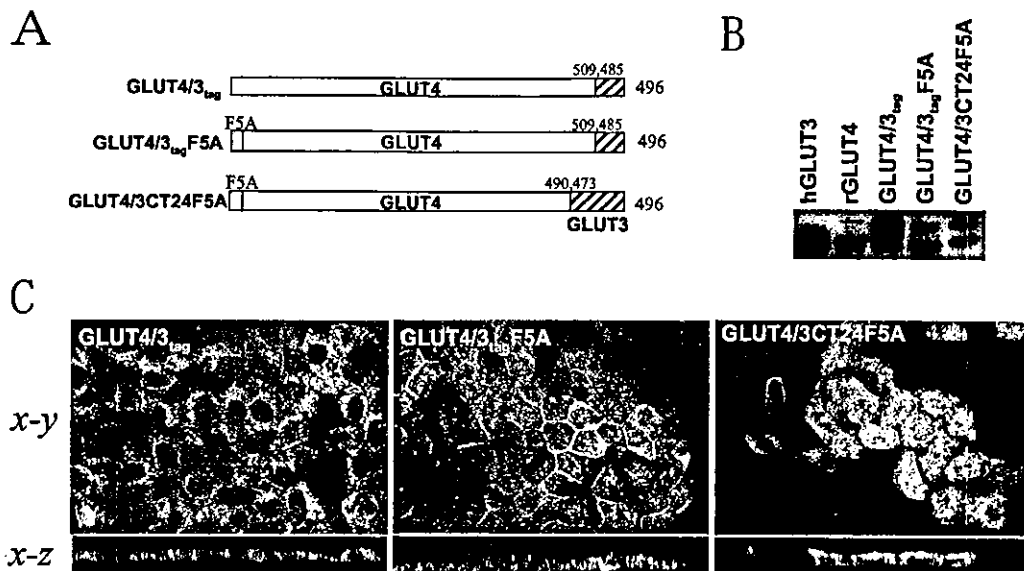 A
509,485
GLUT4/3tag GLUT4 496
F5A 509,485
GLUT4/3tagF5A GLUT4 496
F5A 490,473
GLUT4/3CT24F5A GLUT4 496
GLUT3
B
hGLUT3
rGLUT4
GLUT4/3tag
GLUT4/3tagF5A
GLUT4/3CT24F5A
C
GLUT4/3tag
GLUT4/3tagF5A
GLUT4/3CT24F5A
x-y
x-z